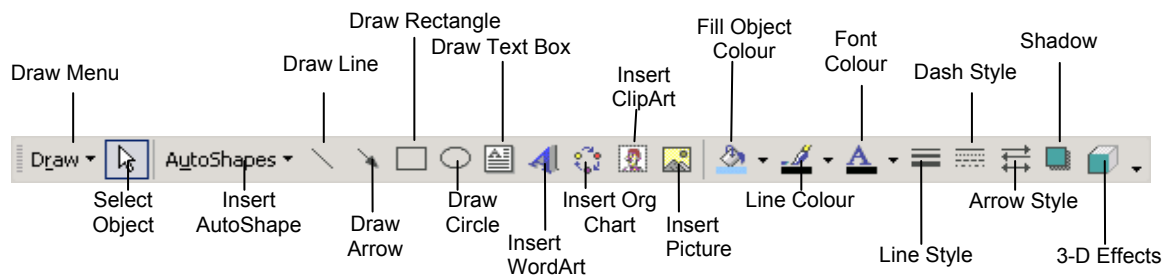 Draw Rectangle
Fill Object
Colour
Draw Text Box
Font
Colour
Shadow
Draw Menu
Draw Line
Insert
ClipArt
Dash Style
Draw
AutoShapes
A
Select
Object
Insert
AutoShape
Draw
Arrow
Draw
Circle
Insert
WordArt
Insert Org
Chart
Insert
Picture
Line Colour
Line Style
Arrow Style
3-D Effects